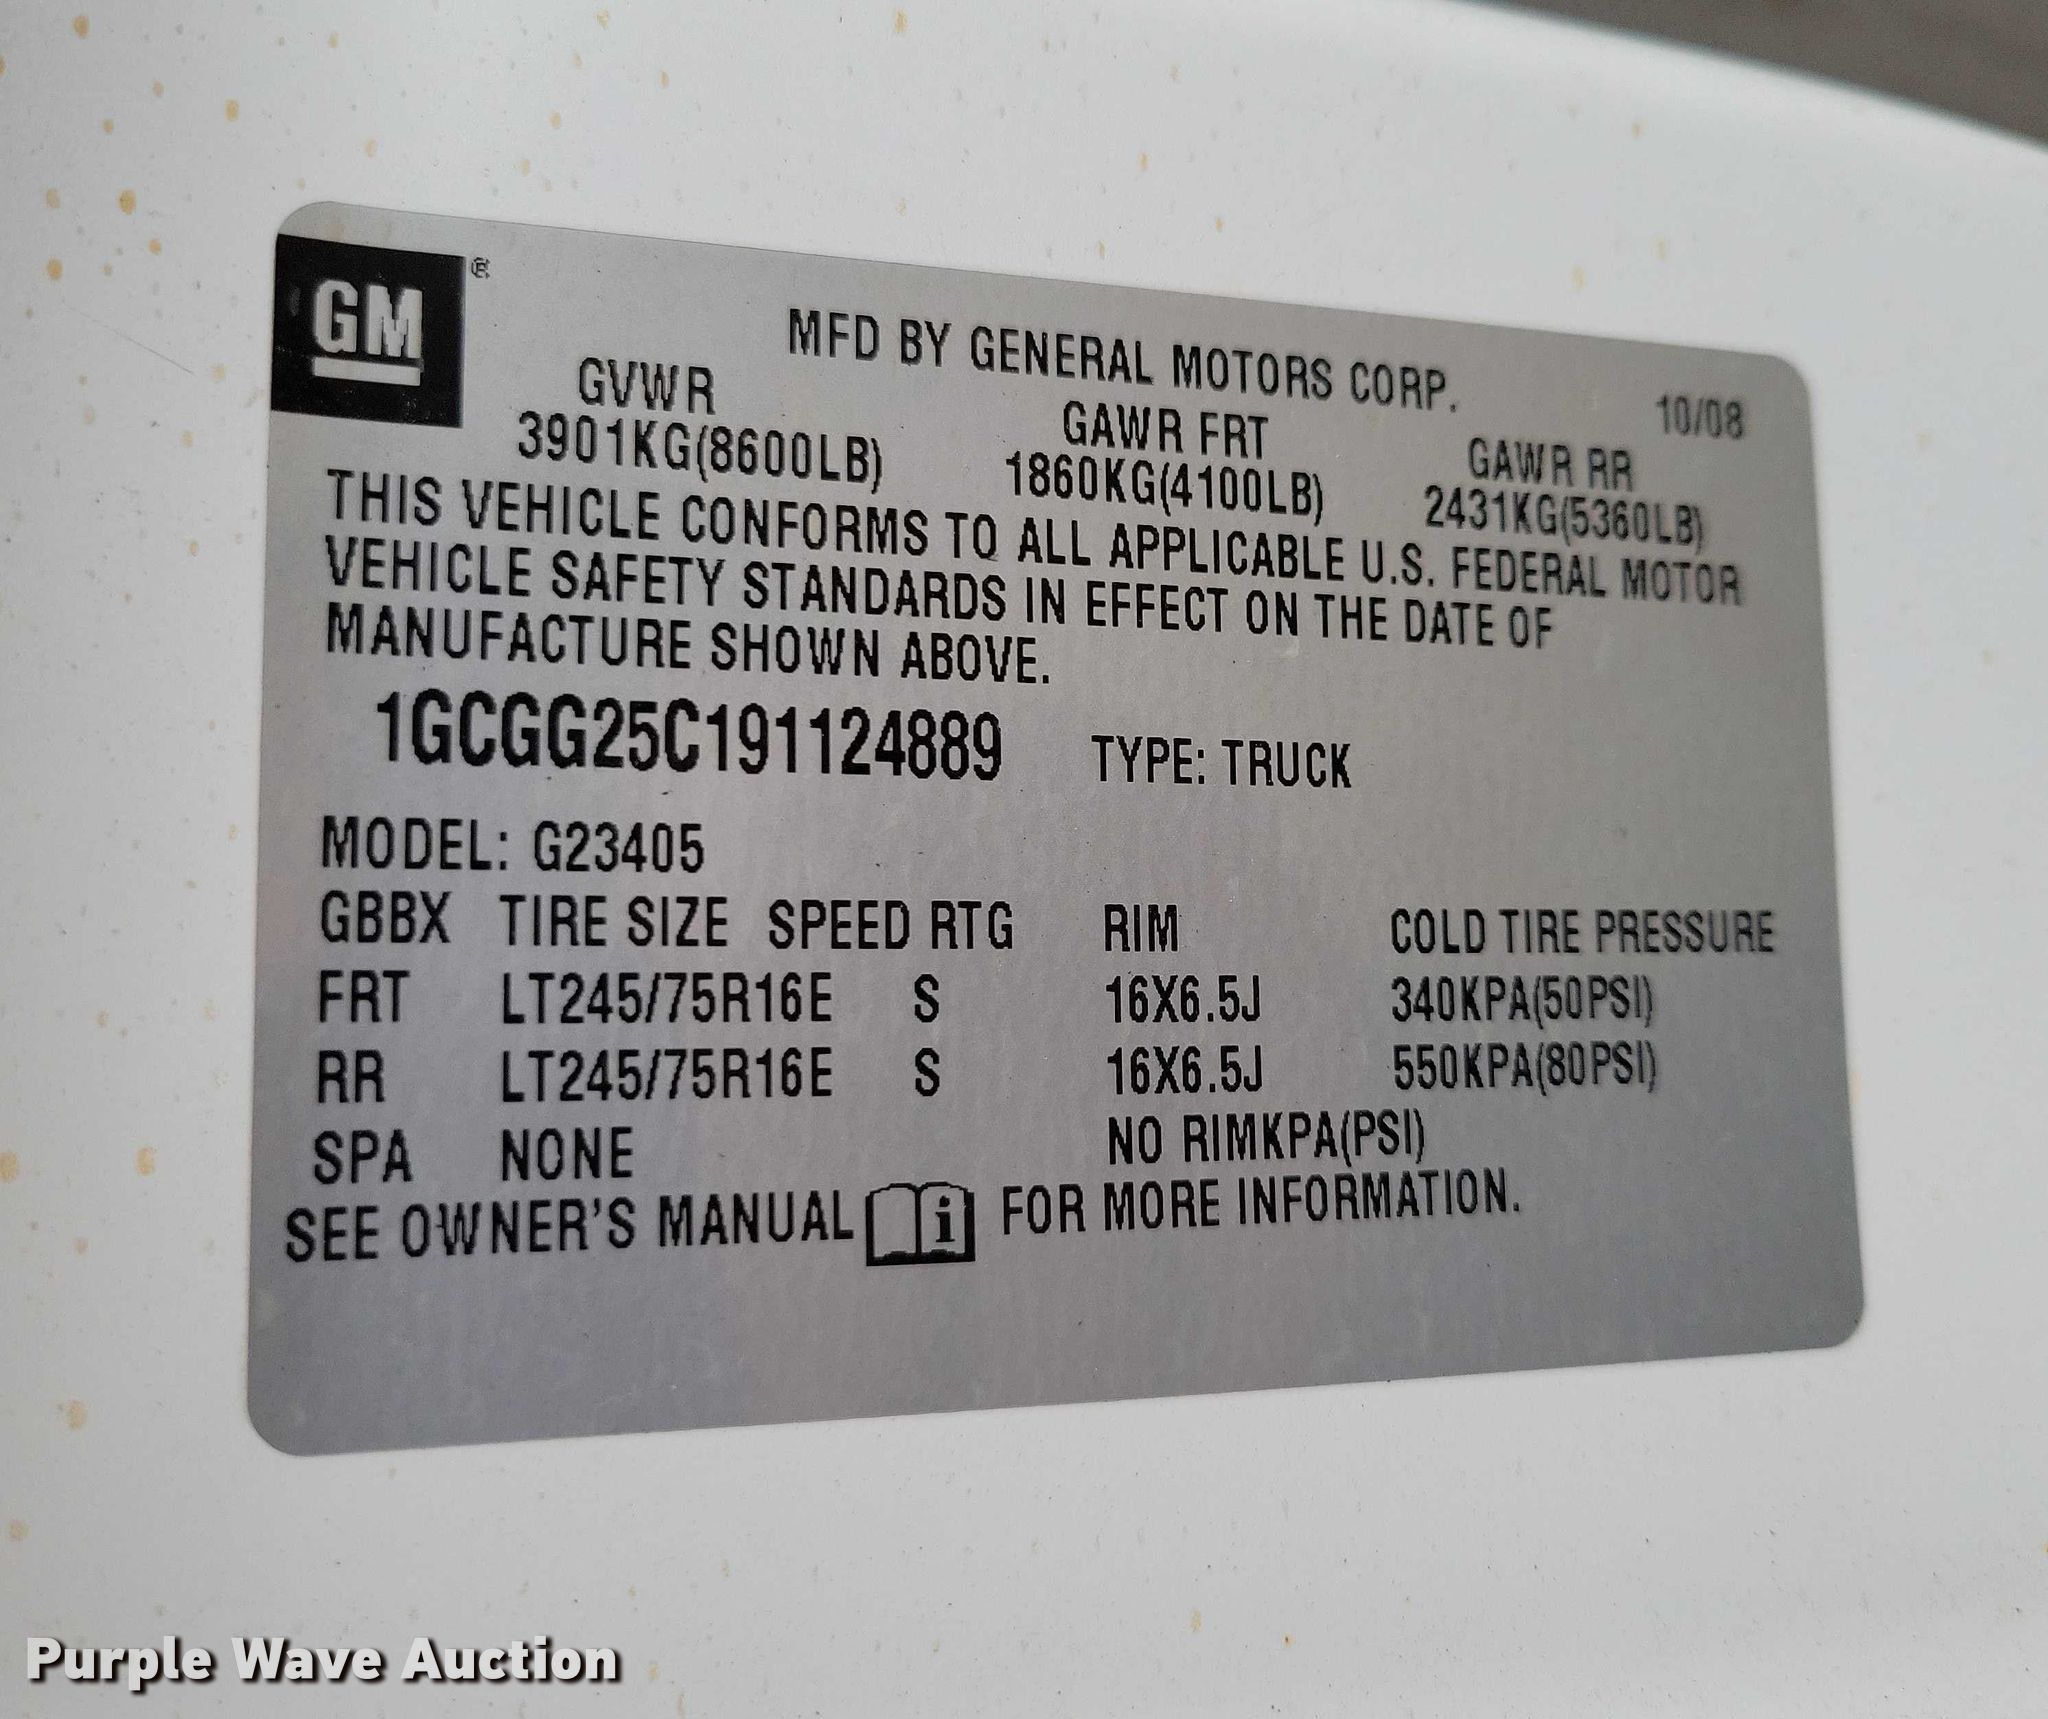 GM ®
MFD BY GENERAL MOTORS CORP. 10/08
GVWR GAWR FRT GAWR RR
3901KG(8600LB) 1860KG(4100LB) 2431KG(5360LB)
THIS VEHICLE CONFORMS TO ALL APPLICABLE U.S. FEDERAL MOTOR
VEHICLE SAFETY STANDARDS IN EFFECT ON THE DATE OF
MANUFACTURE SHOWN ABOVE.
1GCGG25C191124889 TYPE: TRUCK
MODEL: G23405
GBBX TIRE SIZE SPEED RTG RIM COLD TIRE PRESSURE
FRT LT245/75R16E S 16X6.5J 340KPA(50PSI)
RR LT245/75R16E S 16X6.5J 550KPA(80PSI)
SPA NONE NO RIMKPA(PSI)
SEE OWNER'S MANUAL i FOR MORE INFORMATION.
Purple Wave Auction